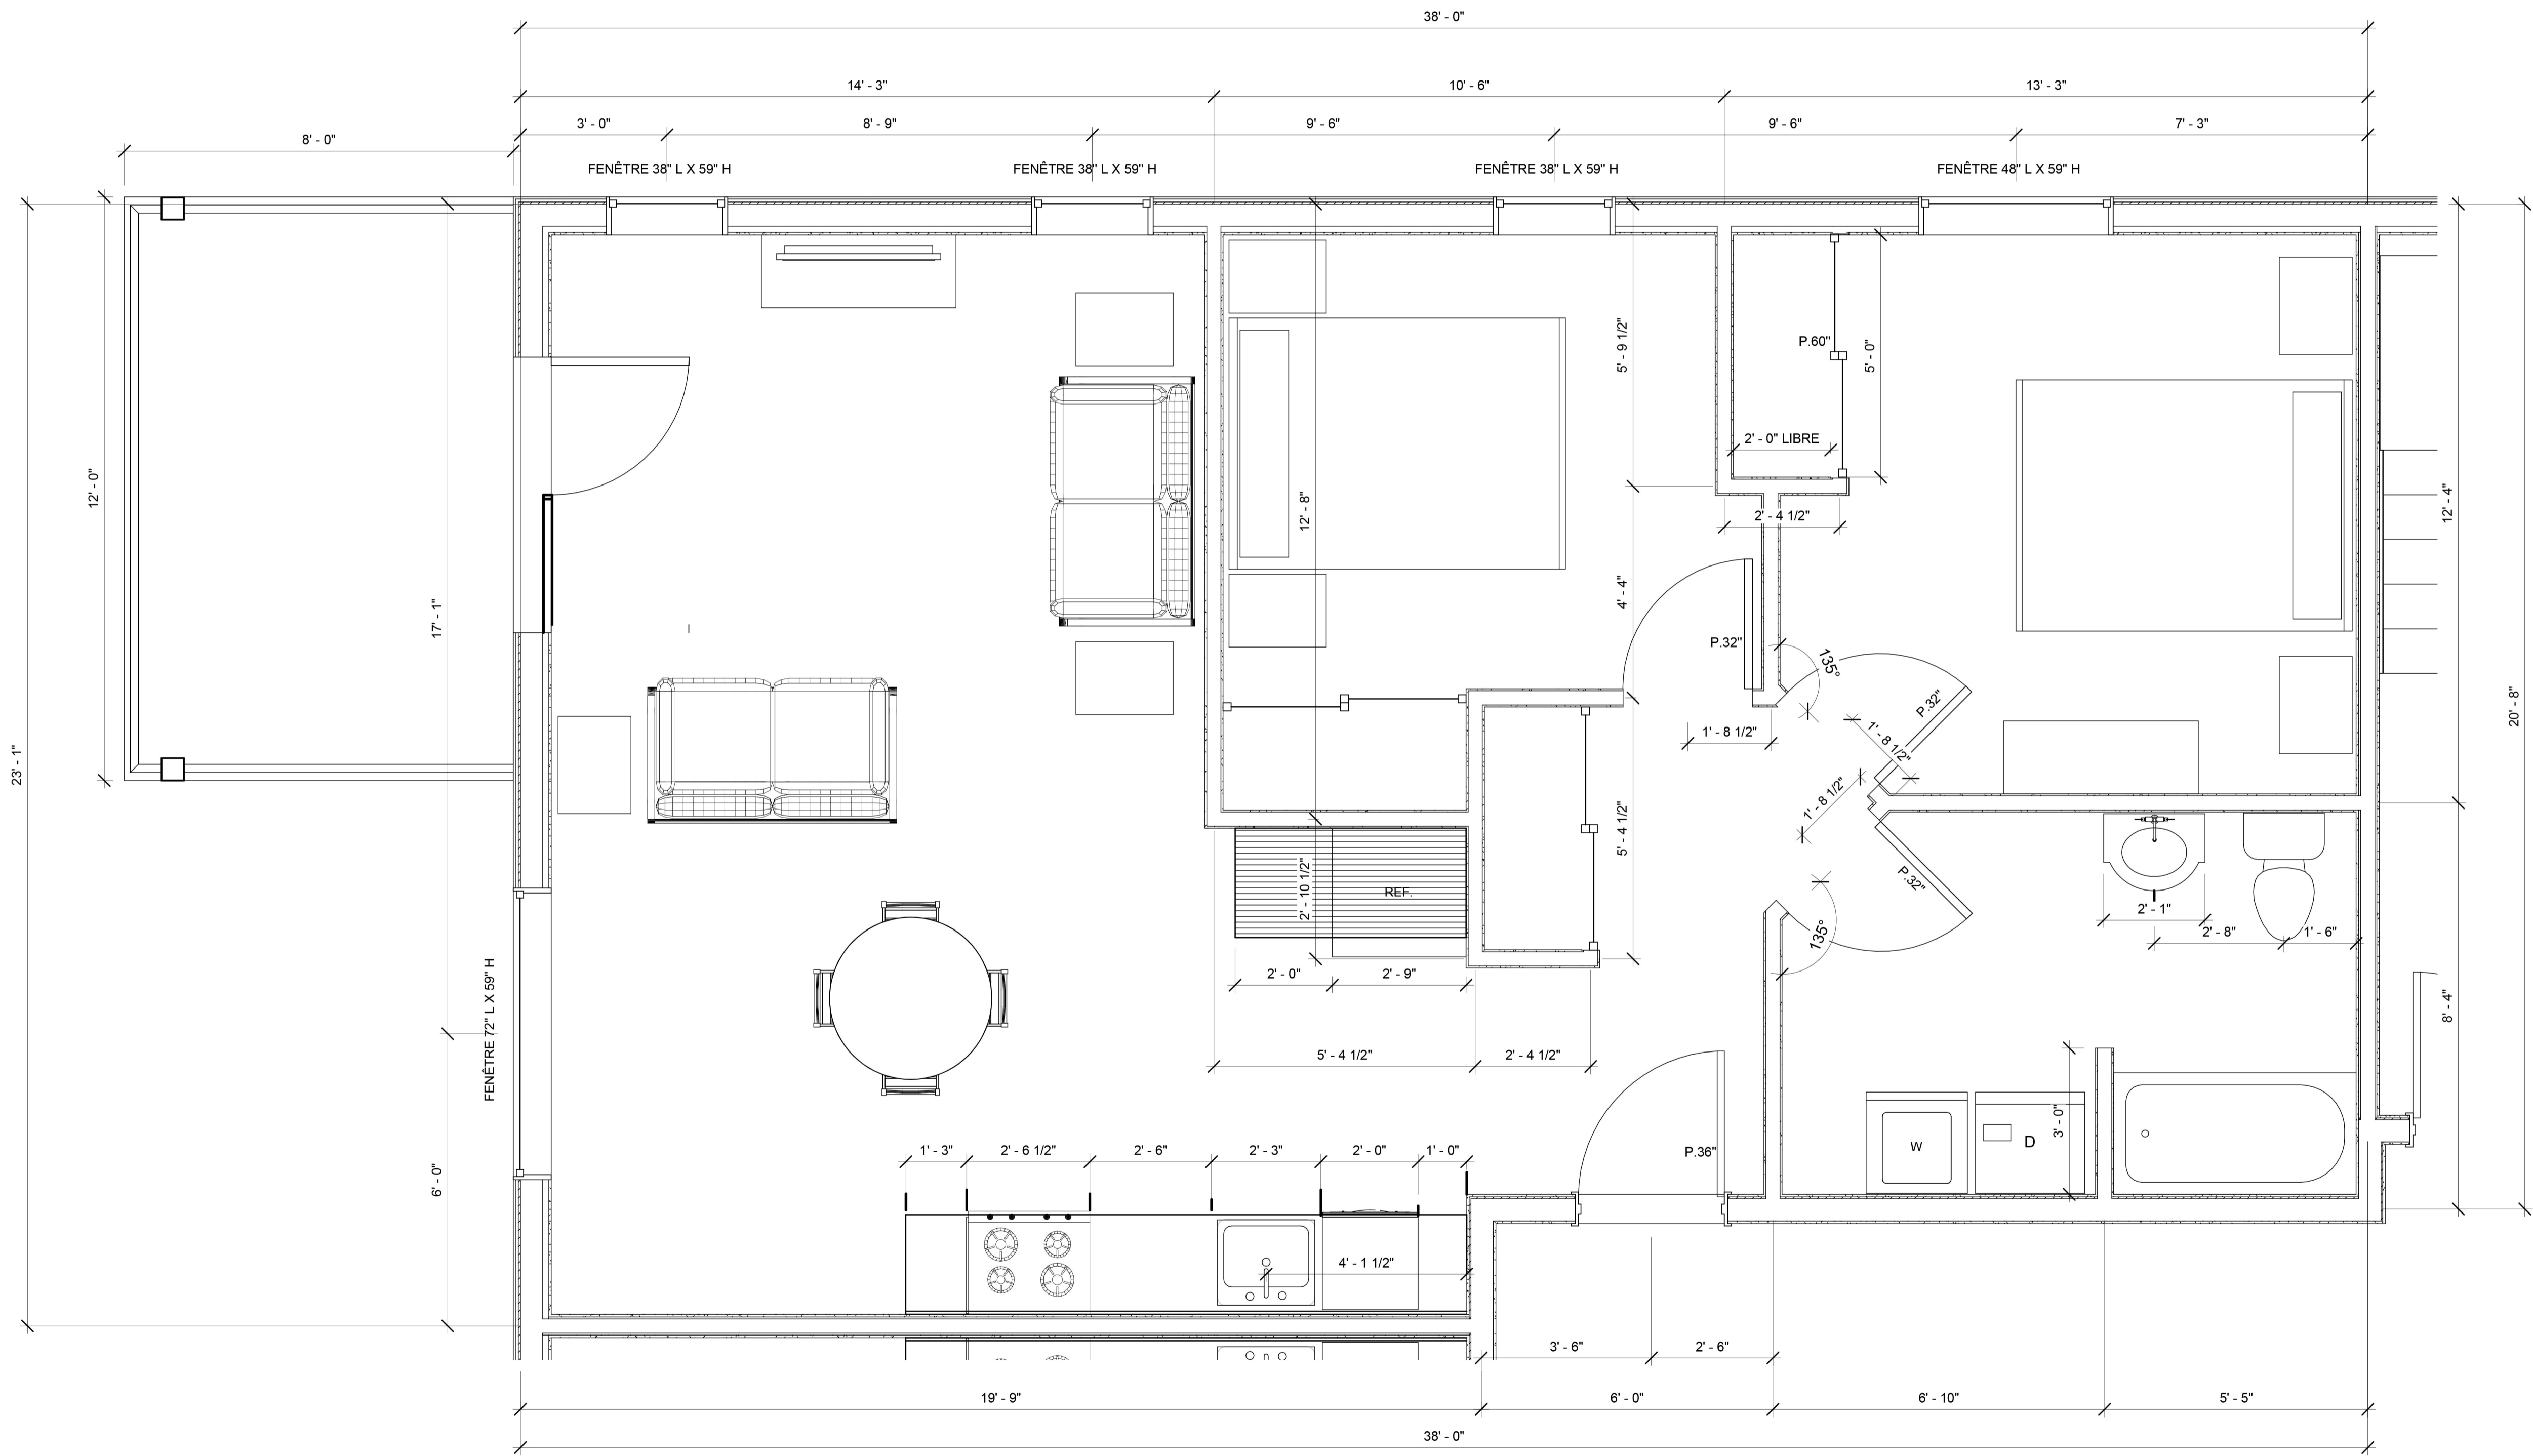 38' - 0"
14' - 3"
10' - 6"
13' - 3"
3' - 0"
8' - 9"
9' - 6"
9' - 6"
7' - 3"
8' - 0"
FENÊTRE 38" L X 59" H
FENÊTRE 38" L X 59" H
FENÊTRE 38" L X 59" H
FENÊTRE 48" L X 59" H
5' - 9 1/2"
P.60"
5' - 0"
2' - 0" LIBRE
12' - 0"
12' - 8"
12' - 4"
2' - 4 1/2"
17' - 1"
4' - 4"
P.32"
135°
P.32"
20' - 8"
1' - 8 1/2"
1' - 8 1/2"
23' - 1"
1' - 8 1/2"
5' - 4 1/2"
2' - 10 1/2"
REF.
P.32"
2' - 1"
135°
2' - 8"
1' - 6"
2' - 0"
2' - 9"
FENÊTRE 72" L X 59" H
8' - 4"
5' - 4 1/2"
2' - 4 1/2"
3' - 0"
W
D
P.36"
6' - 0"
1' - 3"
2' - 6 1/2"
2' - 6"
2' - 3"
2' - 0"
1' - 0"
4' - 1 1/2"
3' - 6"
2' - 6"
19' - 9"
6' - 0"
6' - 10"
5' - 5"
38' - 0"